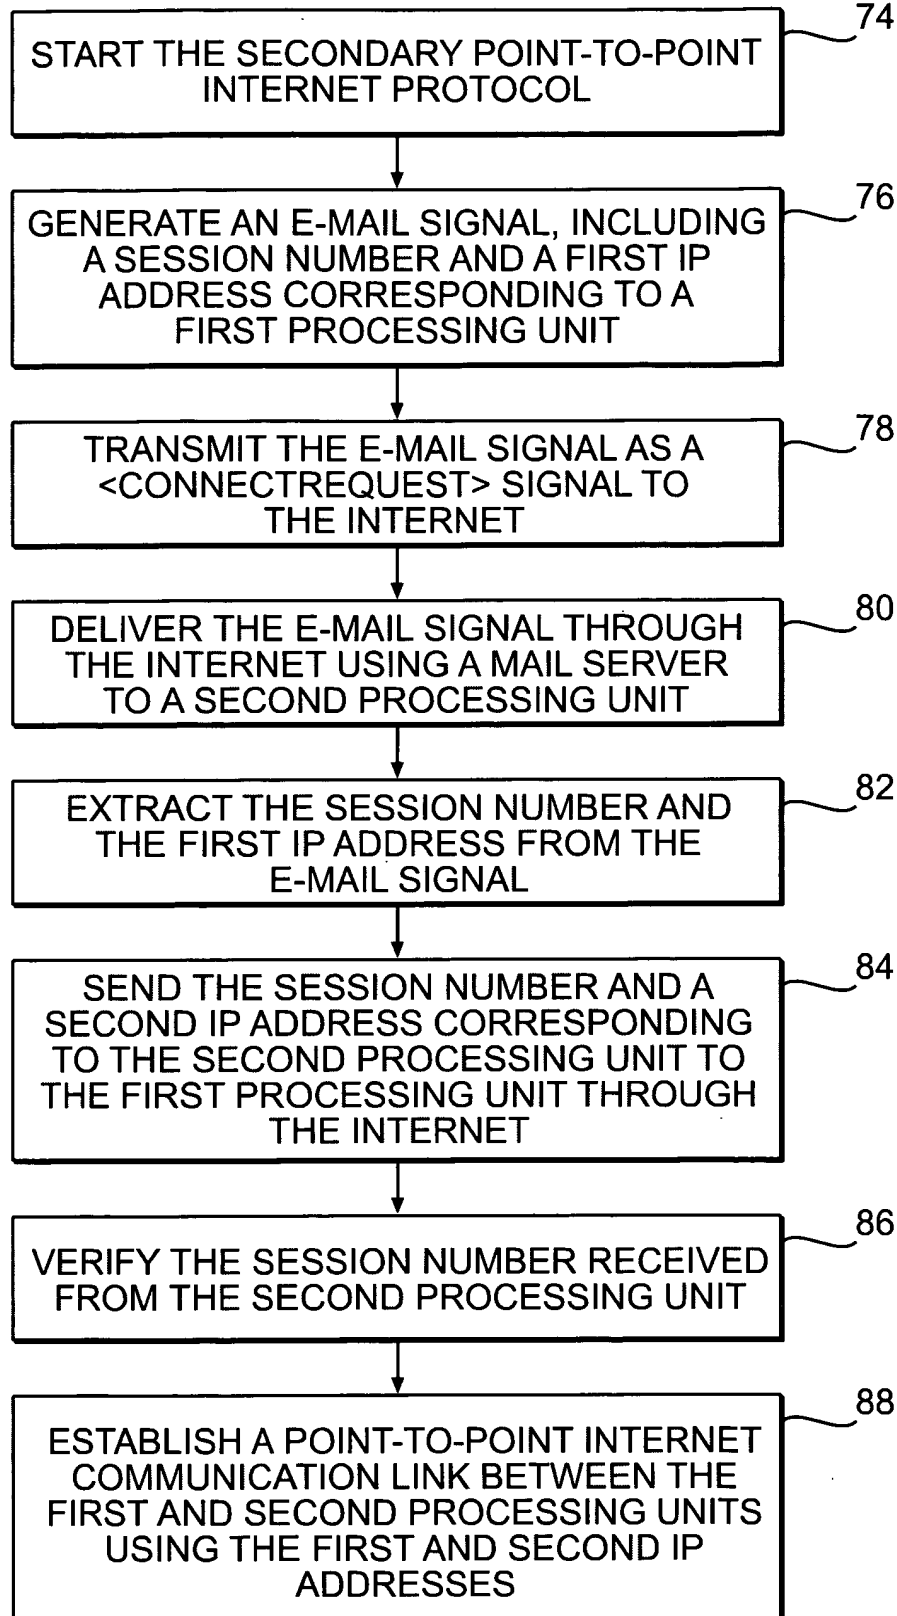 74
START THE SECONDARY POINT-TO-POINT
INTERNET PROTOCOL
76
GENERATE AN E-MAIL SIGNAL, INCLUDING
A SESSION NUMBER AND A FIRST IP
ADDRESS CORRESPONDING TO A
FIRST PROCESSING UNIT
78
TRANSMIT THE E-MAIL SIGNAL AS A
<CONNECTREQUEST> SIGNAL TO
THE INTERNET
80
DELIVER THE E-MAIL SIGNAL THROUGH
THE INTERNET USING A MAIL SERVER
TO A SECOND PROCESSING UNIT
82
EXTRACT THE SESSION NUMBER AND
THE FIRST IP ADDRESS FROM THE
E-MAIL SIGNAL
84
SEND THE SESSION NUMBER AND A
SECOND IP ADDRESS CORRESPONDING
TO THE SECOND PROCESSING UNIT TO
THE FIRST PROCESSING UNIT THROUGH
THE INTERNET
86
VERIFY THE SESSION NUMBER RECEIVED
FROM THE SECOND PROCESSING UNIT
88
ESTABLISH A POINT-TO-POINT INTERNET
COMMUNICATION LINK BETWEEN THE
FIRST AND SECOND PROCESSING UNITS
USING THE FIRST AND SECOND IP
ADDRESSES